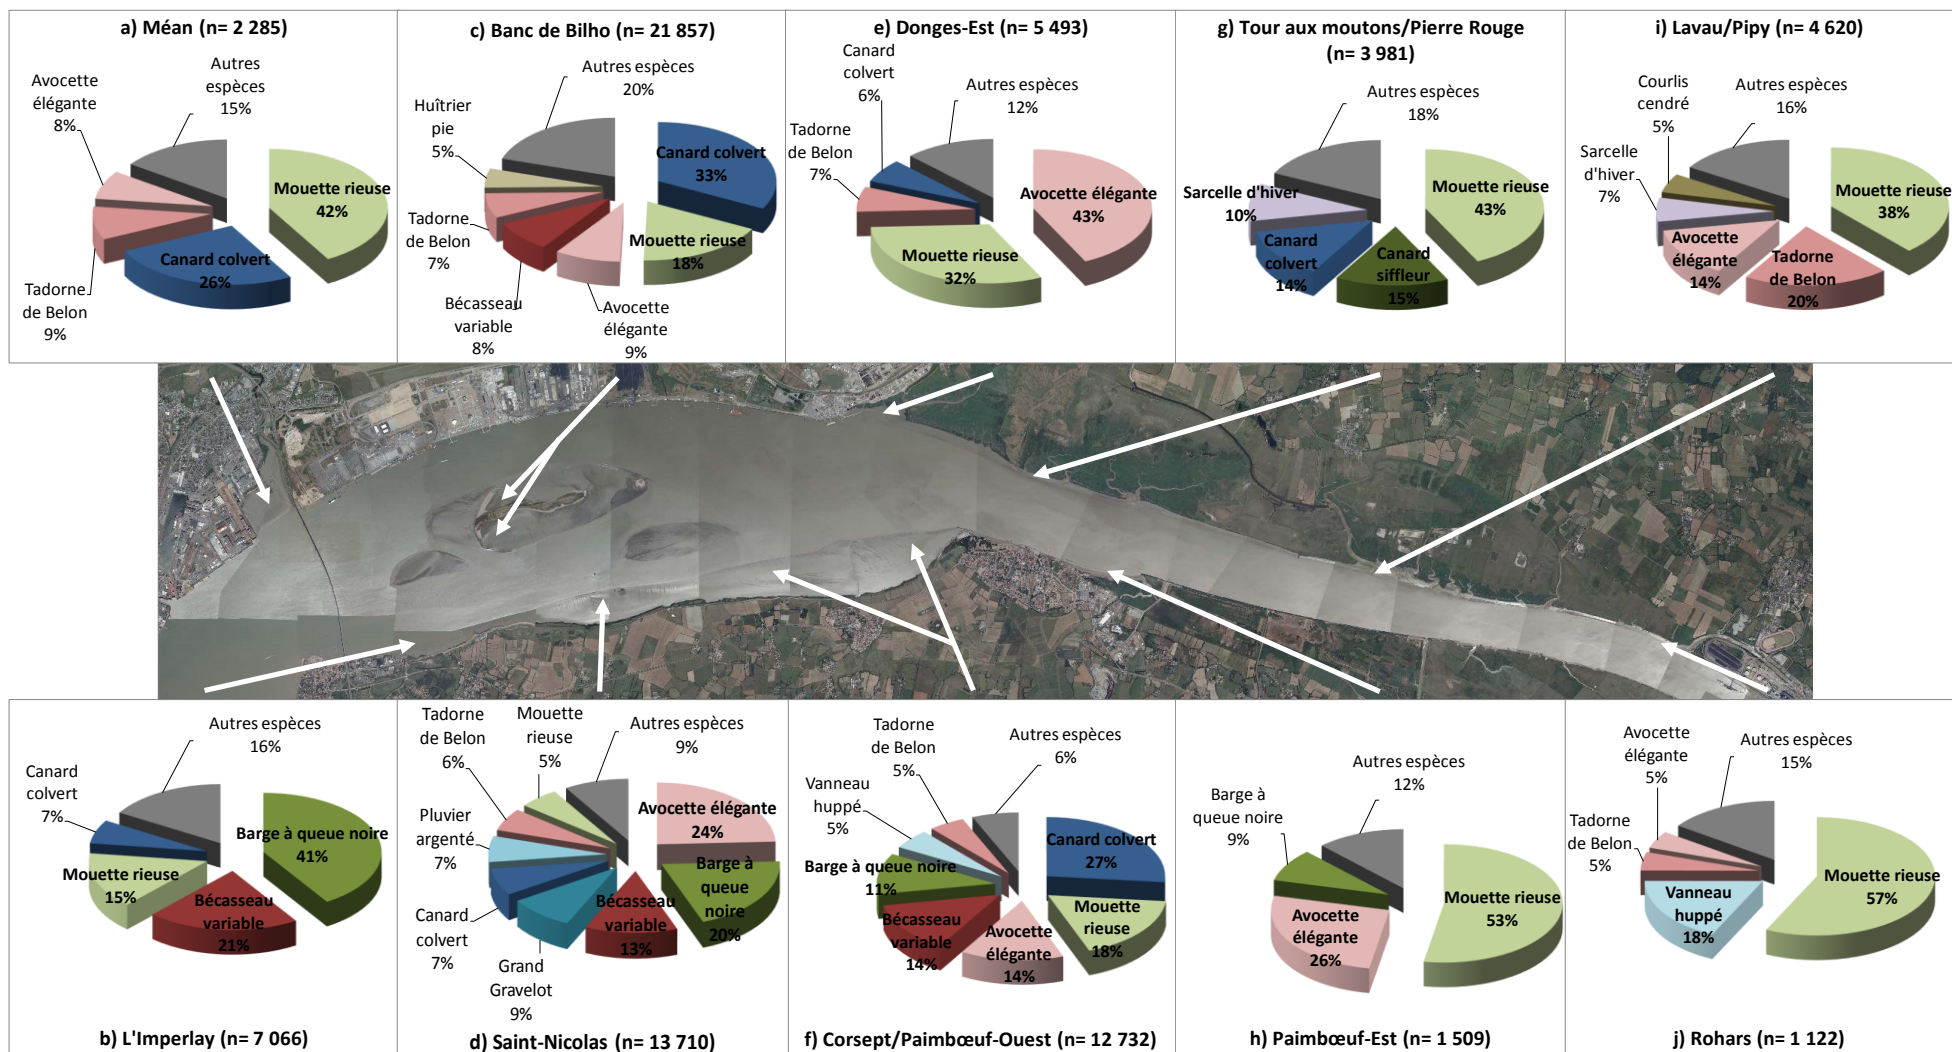 a) Méan (n= 2 285)
Autres
espèces
15%
Avocette
élégante
8%
Mouette rieuse
42%
Canard colvert
26%
Tadorne
de Belon
9%
c) Banc de Bilho (n= 21 857)
Autres espèces
20%
Huîtrier
pie
5%
Canard colvert
33%
Mouette rieuse
18%
Tadorne
de Belon
7%
Bécasseau
variable
8%
Avocette
élégante
9%
e) Donges-Est (n= 5 493)
Canard
colvert
6%
Autres espèces
12%
Tadorne
de Belon
7%
Avocette élégante
43%
Mouette rieuse
32%
g) Tour aux moutons/Pierre Rouge
(n= 3 981)
Autres espèces
18%
Sarcelle d'hiver
10%
Mouette rieuse
43%
Canard
colvert
14%
Canard
siffleur
15%
i) Lavau/Pipy (n= 4 620)
Courlis
cendré
5%
Autres espèces
16%
Sarcelle
d'hiver
7%
Mouette rieuse
38%
Avocette
élégante
14%
Tadorne
de Belon
20%
Autres espèces
16%
Canard
colvert
7%
Barge à queue noire
41%
Mouette rieuse
15%
Bécasseau
variable
21%
b) L'Imperlay (n= 7 066)
Tadorne
de Belon
6%
Mouette
rieuse
5%
Autres espèces
9%
Pluvier
argenté
7%
Avocette élégante
24%
Barge à
queue
noire
20%
Canard
colvert
7%
Bécasseau
variable
13%
Grand
Gravelot
9%
d) Saint-Nicolas (n= 13 710)
Tadorne
de Belon
5%
Autres espèces
6%
Vanneau
huppé
5%
Canard colvert
27%
Barge à queue noire
11%
Mouette
rieuse
18%
Bécasseau
variable
14%
Avocette
élégante
14%
f) Corsept/Paimbœuf-Ouest (n= 12 732)
Autres espèces
12%
Barge à
queue noire
9%
Mouette rieuse
53%
Avocette
élégante
26%
h) Paimbœuf-Est (n= 1 509)
Avocette
élégante
5%
Autres espèces
15%
Tadorne
de Belon
5%
Mouette rieuse
57%
Vanneau
huppé
18%
j) Rohars (n= 1 122)